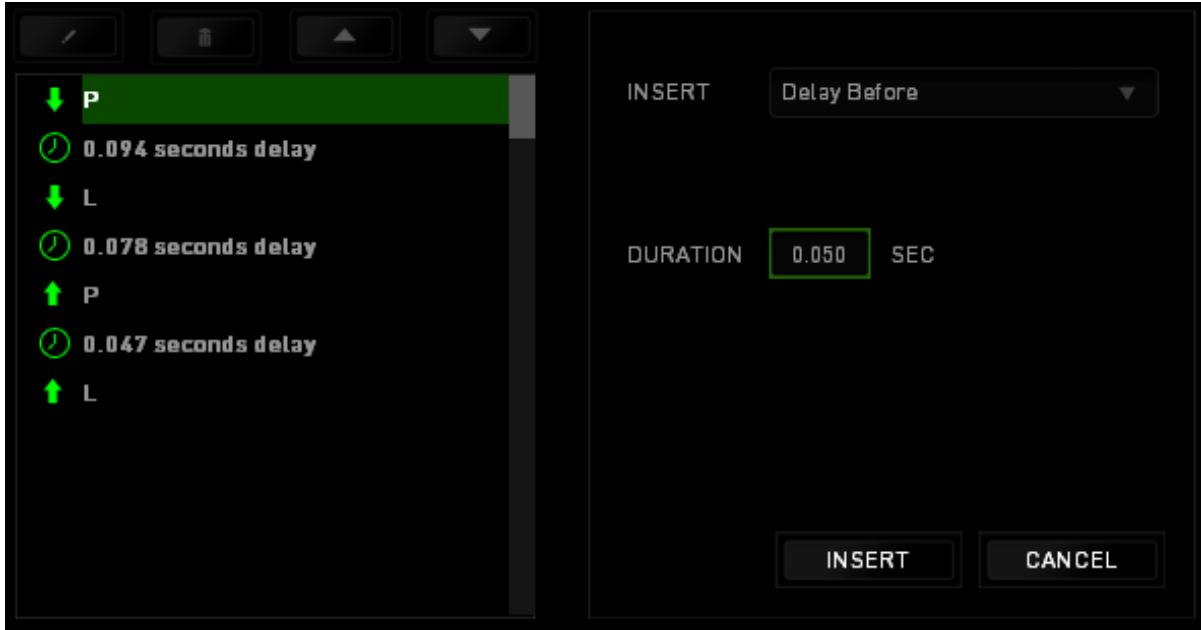 P
0.094 seconds delay
L
0.078 seconds delay
P
0.047 seconds delay
L
INSERT Delay Before
DURATION 0.050 SEC
INSERT CANCEL